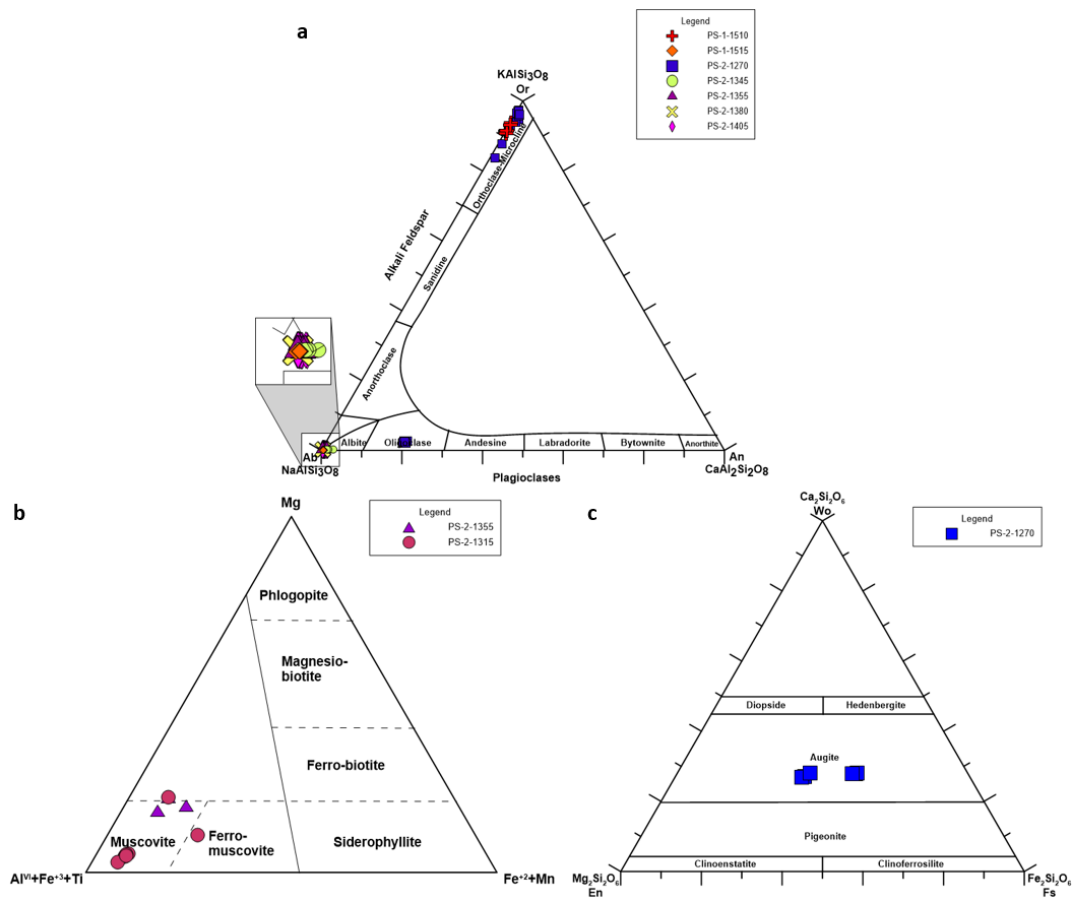 a
Legend
PS-1-1510
PS-1-1515
PS-2-1270
PS-2-1345
PS-2-1355
PS-2-1380
PS-2-1405
KAlSi3O8
Or
Orthoclase-Microcline
Alkali Feldspar
Sanidine
Anorthoclase
Albite
Andesine
Labradorite
Bytownite
Anorthite
Ab
NaAlSi3O8
An
CaAl2Si2O8
Plagioclases
b
Mg
Legend
PS-2-1355
PS-2-1315
Phlogopite
Magnesio-
biotite
Ferro-biotite
Muscovite
Ferro-
muscovite
Siderophyllite
Alⱽᴵ+Fe⁺³+Ti
Fe⁺²+Mn
c
Ca₂Si₂O₆
Wo
Legend
PS-2-1270
Diopside
Hedenbergite
Augite
Pigeonite
Clinoenstatite
Clinoferrosilite
Mg₂Si₂O₆
En
Fe₂Si₂O₆
Fs